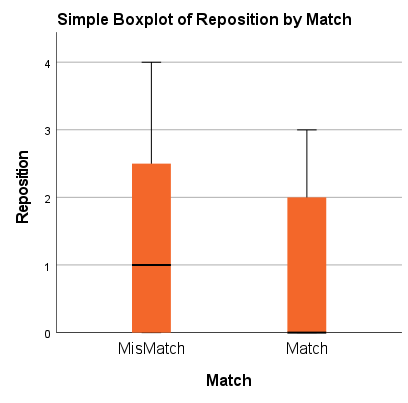 Simple Boxplot of Reposition by Match
4
3
2
1
0
Reposition
MisMatch Match
Match